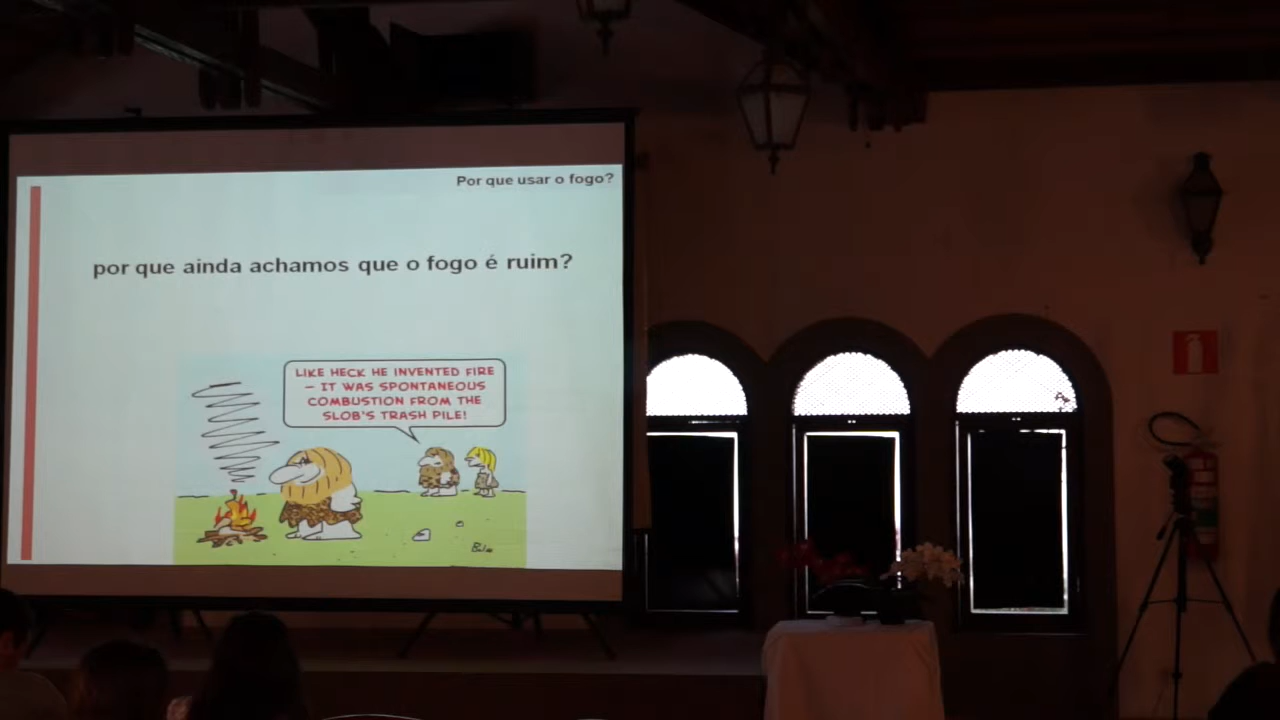 Por que usar o fogo?
por que ainda achamos que o fogo é ruim?
LIKE HECK HE INVENTED FIRE
– IT WAS SPONTANEOUS
COMBUSTION FROM THE
SLOB'S TRASH PILE!